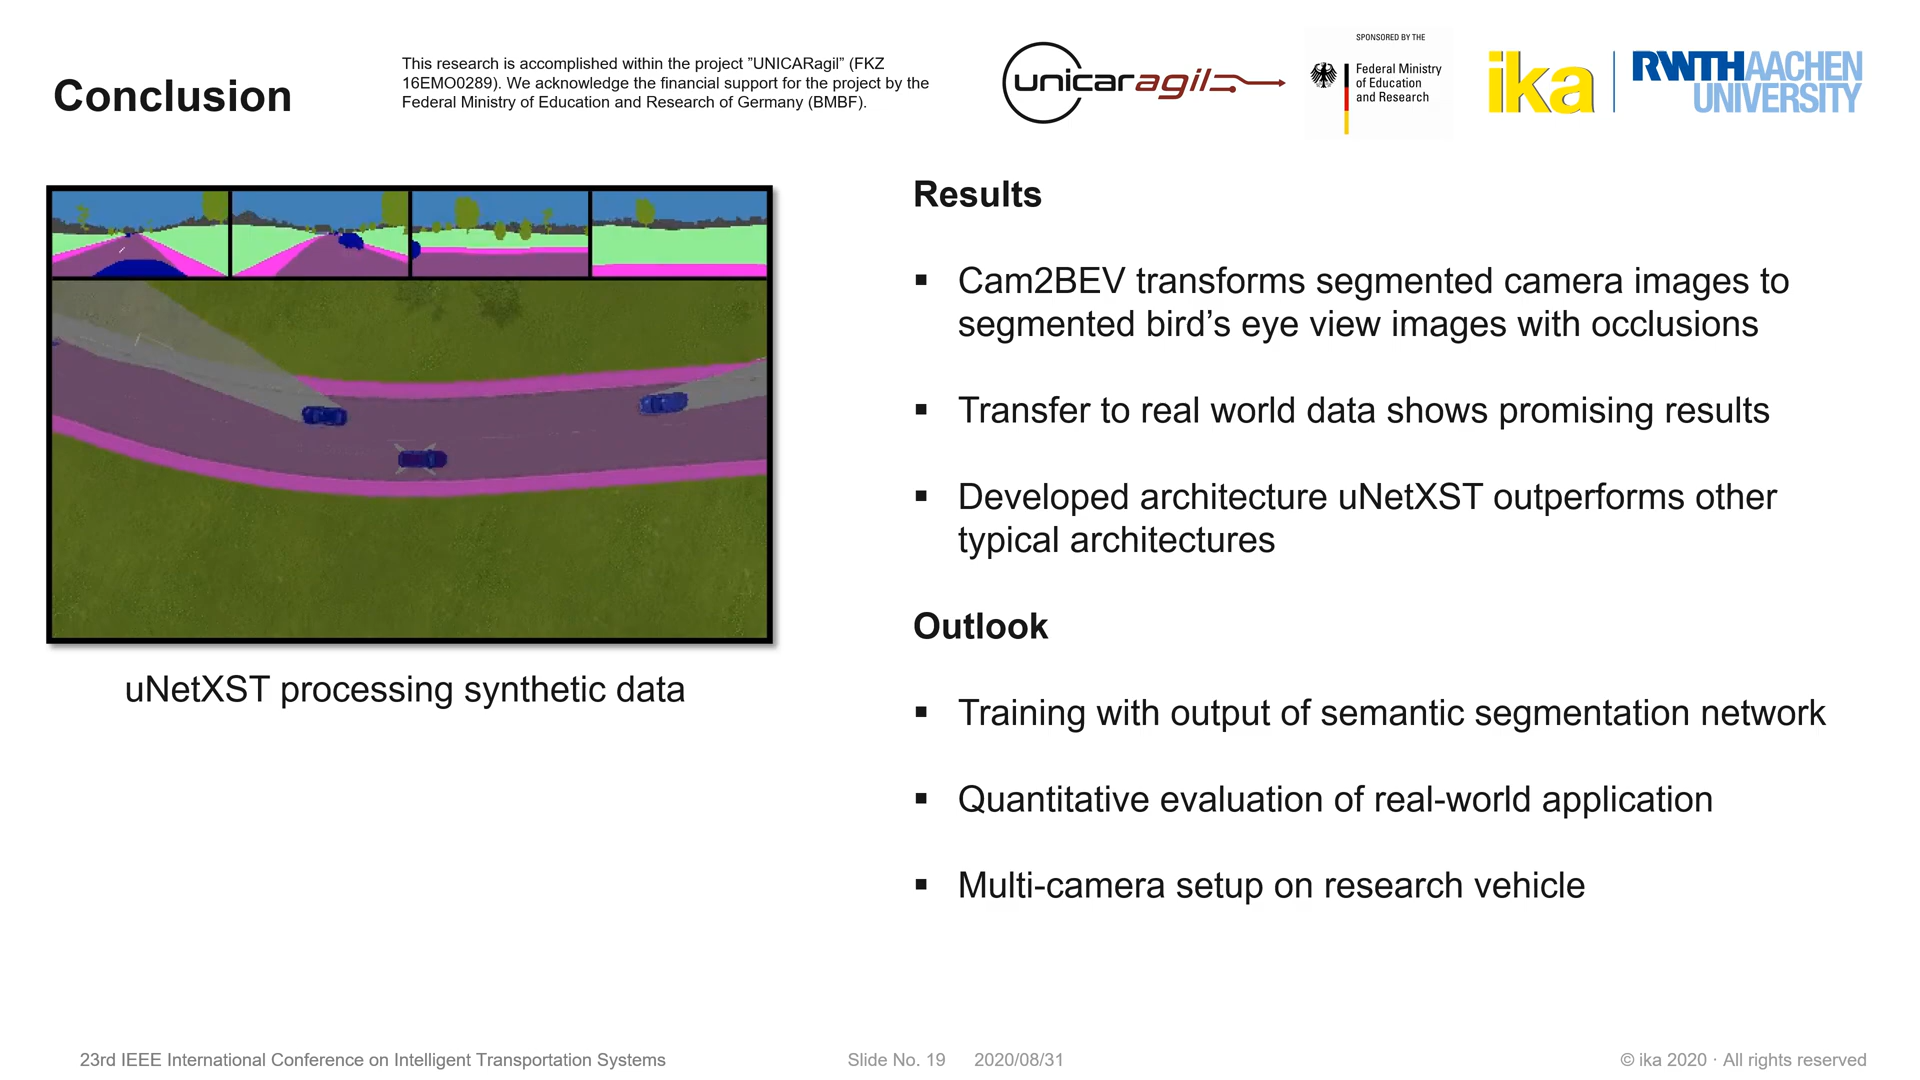 Conclusion
This research is accomplished within the project ”UNICARagil” (FKZ
16EMO0289). We acknowledge the financial support for the project by the
Federal Ministry of Education and Research of Germany (BMBF).
unicaragil
SPONSORED BY THE
Federal Ministry
of Education
and Research
ika
RWTH AACHEN
UNIVERSITY
uNetXST processing synthetic data
Results
▪ Cam2BEV transforms segmented camera images to
segmented bird’s eye view images with occlusions
▪ Transfer to real world data shows promising results
▪ Developed architecture uNetXST outperforms other
typical architectures
Outlook
▪ Training with output of semantic segmentation network
▪ Quantitative evaluation of real-world application
▪ Multi-camera setup on research vehicle
23rd IEEE International Conference on Intelligent Transportation Systems
Slide No. 19 2020/08/31
© ika 2020 · All rights reserved